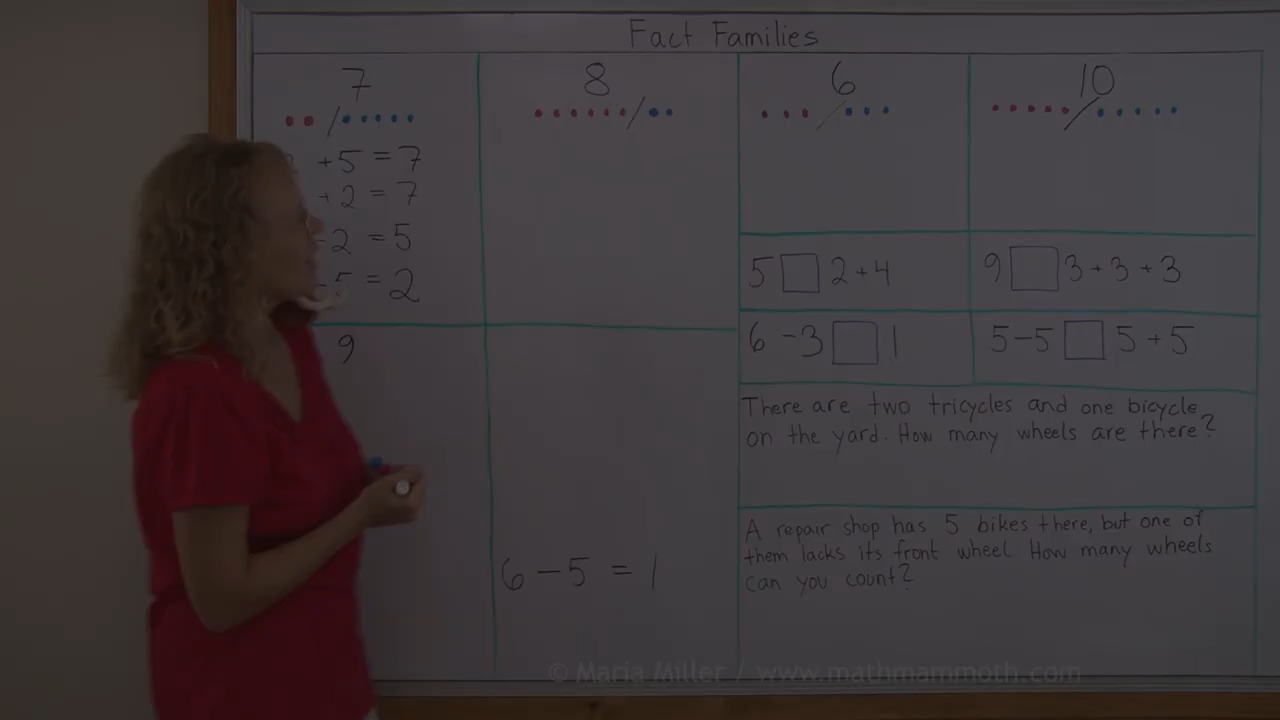 Fact Families
7
+5 = 7
+2 = 7
-2 = 5
-5 = 2
8
6
10
5 2+4
9 3+3+3
6-3 1
5-5 5+5
9
6-5 = 1
There are two tricycles and one bicycle
on the yard. How many wheels are there?
A repair shop has 5 bikes there, but one of
them lacks its front wheel. How many wheels
can you count?
© Maria Miller / www.mathmammoth.com